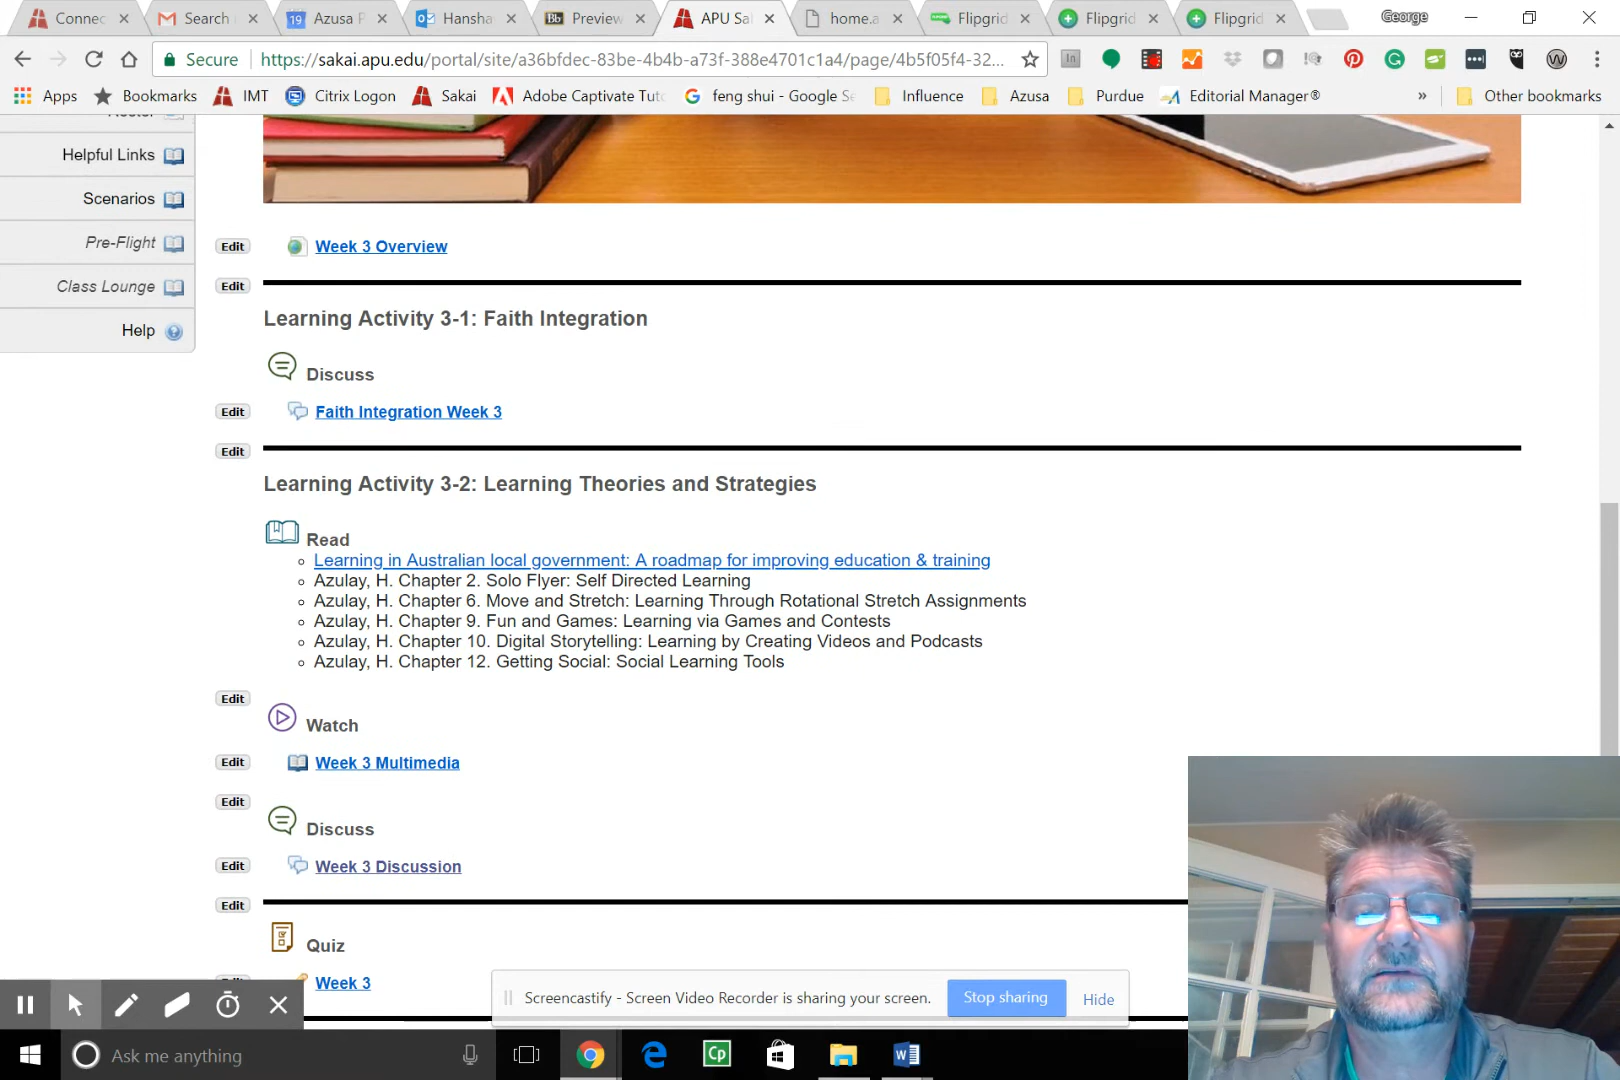 Connec
Search
19 Azusa P
Hansha
Bb Preview
APU Sal
home.a
Flipgrid
Flipgrid
Flipgrid
George
Secure https://sakai.apu.edu/portal/site/a36bfdec-83be-4b4b-a73f-388e4701c1a4/page/4b5f05f4-32...
Apps Bookmarks IMT Citrix Logon Sakai Adobe Captivate Tuto feng shui - Google Se Influence Azusa Purdue Editorial Manager® » Other bookmarks
Roster
Helpful Links
Scenarios
Pre-Flight
Class Lounge
Help
Edit Week 3 Overview
Edit
Learning Activity 3-1: Faith Integration
Discuss
Edit Faith Integration Week 3
Edit
Learning Activity 3-2: Learning Theories and Strategies
Read
Learning in Australian local government: A roadmap for improving education & training
Azulay, H. Chapter 2. Solo Flyer: Self Directed Learning
Azulay, H. Chapter 6. Move and Stretch: Learning Through Rotational Stretch Assignments
Azulay, H. Chapter 9. Fun and Games: Learning via Games and Contests
Azulay, H. Chapter 10. Digital Storytelling: Learning by Creating Videos and Podcasts
Azulay, H. Chapter 12. Getting Social: Social Learning Tools
Edit
Watch
Edit Week 3 Multimedia
Edit
Discuss
Edit Week 3 Discussion
Edit
Quiz
Edit Week 3
Screencastify - Screen Video Recorder is sharing your screen. Stop sharing Hide
Ask me anything
Cp